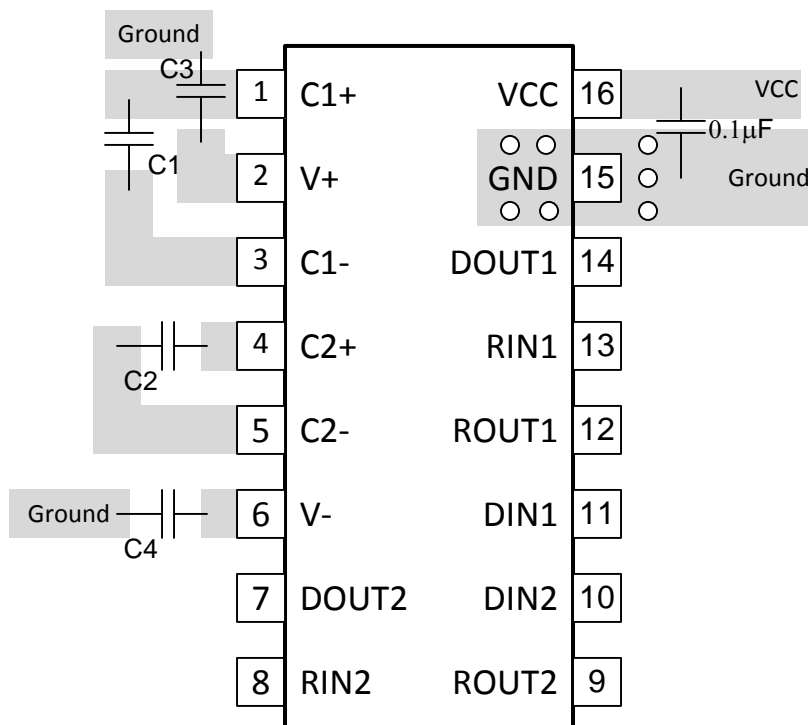 Ground
C3
1 C1+ VCC 16 VCC
C1 0.1µF
2 V+ GND 15 Ground
3 C1- DOUT1 14
4 C2+ RIN1 13
C2
5 C2- ROUT1 12
Ground 6 V- DIN1 11
C4
7 DOUT2 DIN2 10
8 RIN2 ROUT2 9